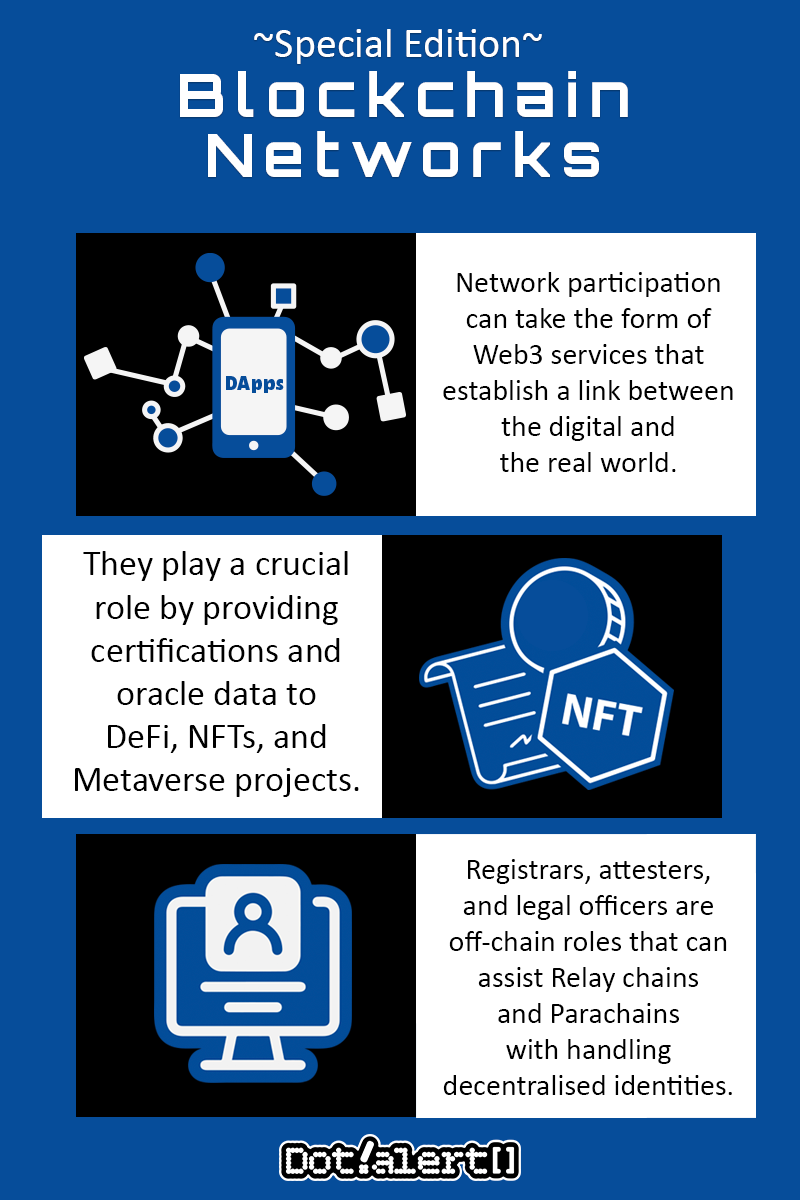 ~Special Edition~
Blockchain
Networks
DApps
Network participation
can take the form of
Web3 services that
establish a link between
the digital and
the real world.
They play a crucial
role by providing
certifications and
oracle data to
DeFi, NFTs, and
Metaverse projects.
NFT
Registrars, attesters,
and legal officers are
off-chain roles that can
assist Relay chains
and Parachains
with handling
decentralised identities.
Dot!alert[]